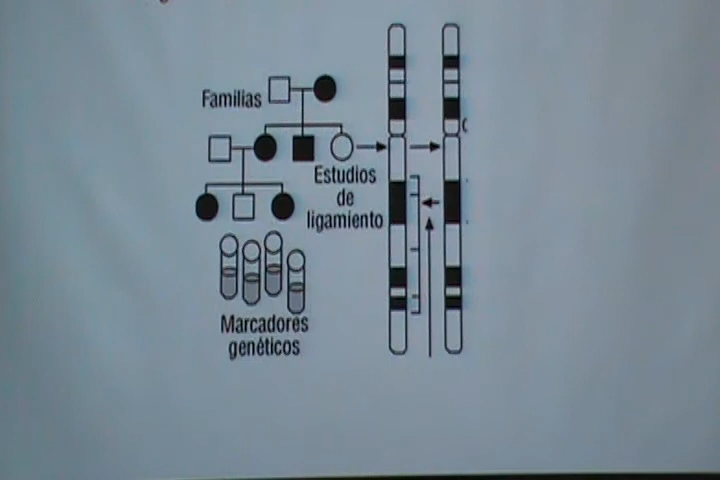 Familias
Estudios
de
ligamiento
Marcadores
genéticos